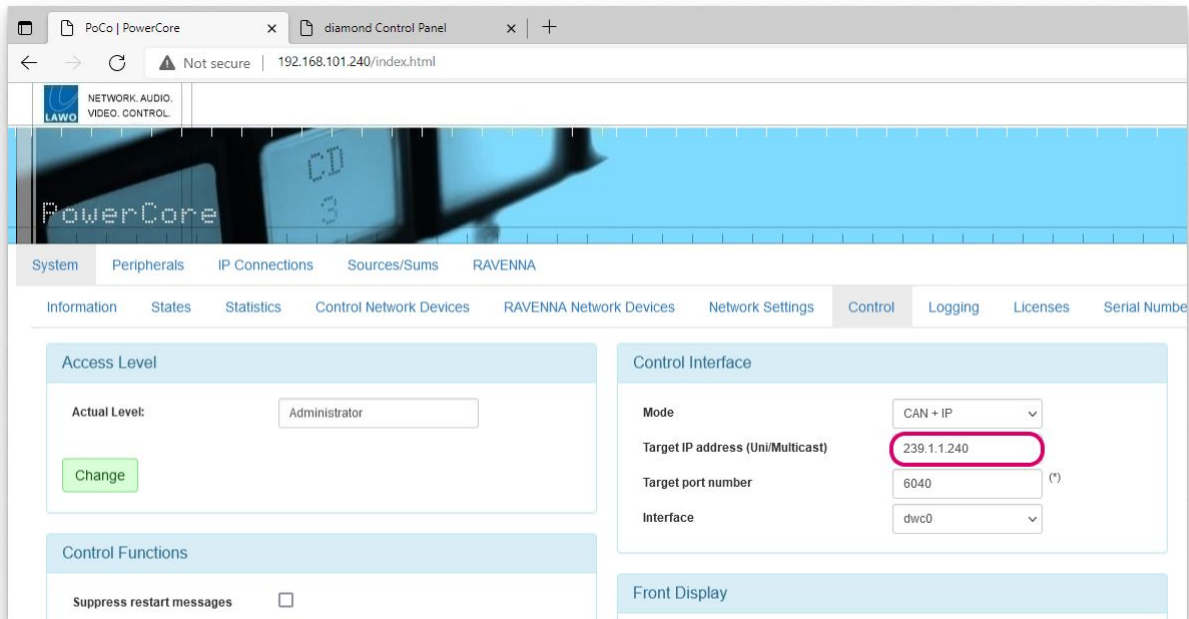 PoCo | PowerCore
diamond Control Panel
Not secure
192.168.101.240/index.html
LAWO
NETWORK. AUDIO.
VIDEO. CONTROL.
CD
3
PowerCore
System Peripherals IP Connections Sources/Sums RAVENNA
Information States Statistics Control Network Devices RAVENNA Network Devices Network Settings Control Logging Licenses Serial Numbe
Access Level
Actual Level: Administrator
Change
Control Functions
Suppress restart messages
Control Interface
Mode CAN + IP
Target IP address (Uni/Multicast) 239.1.1.240
Target port number 6040 (*)
Interface dwc0
Front Display